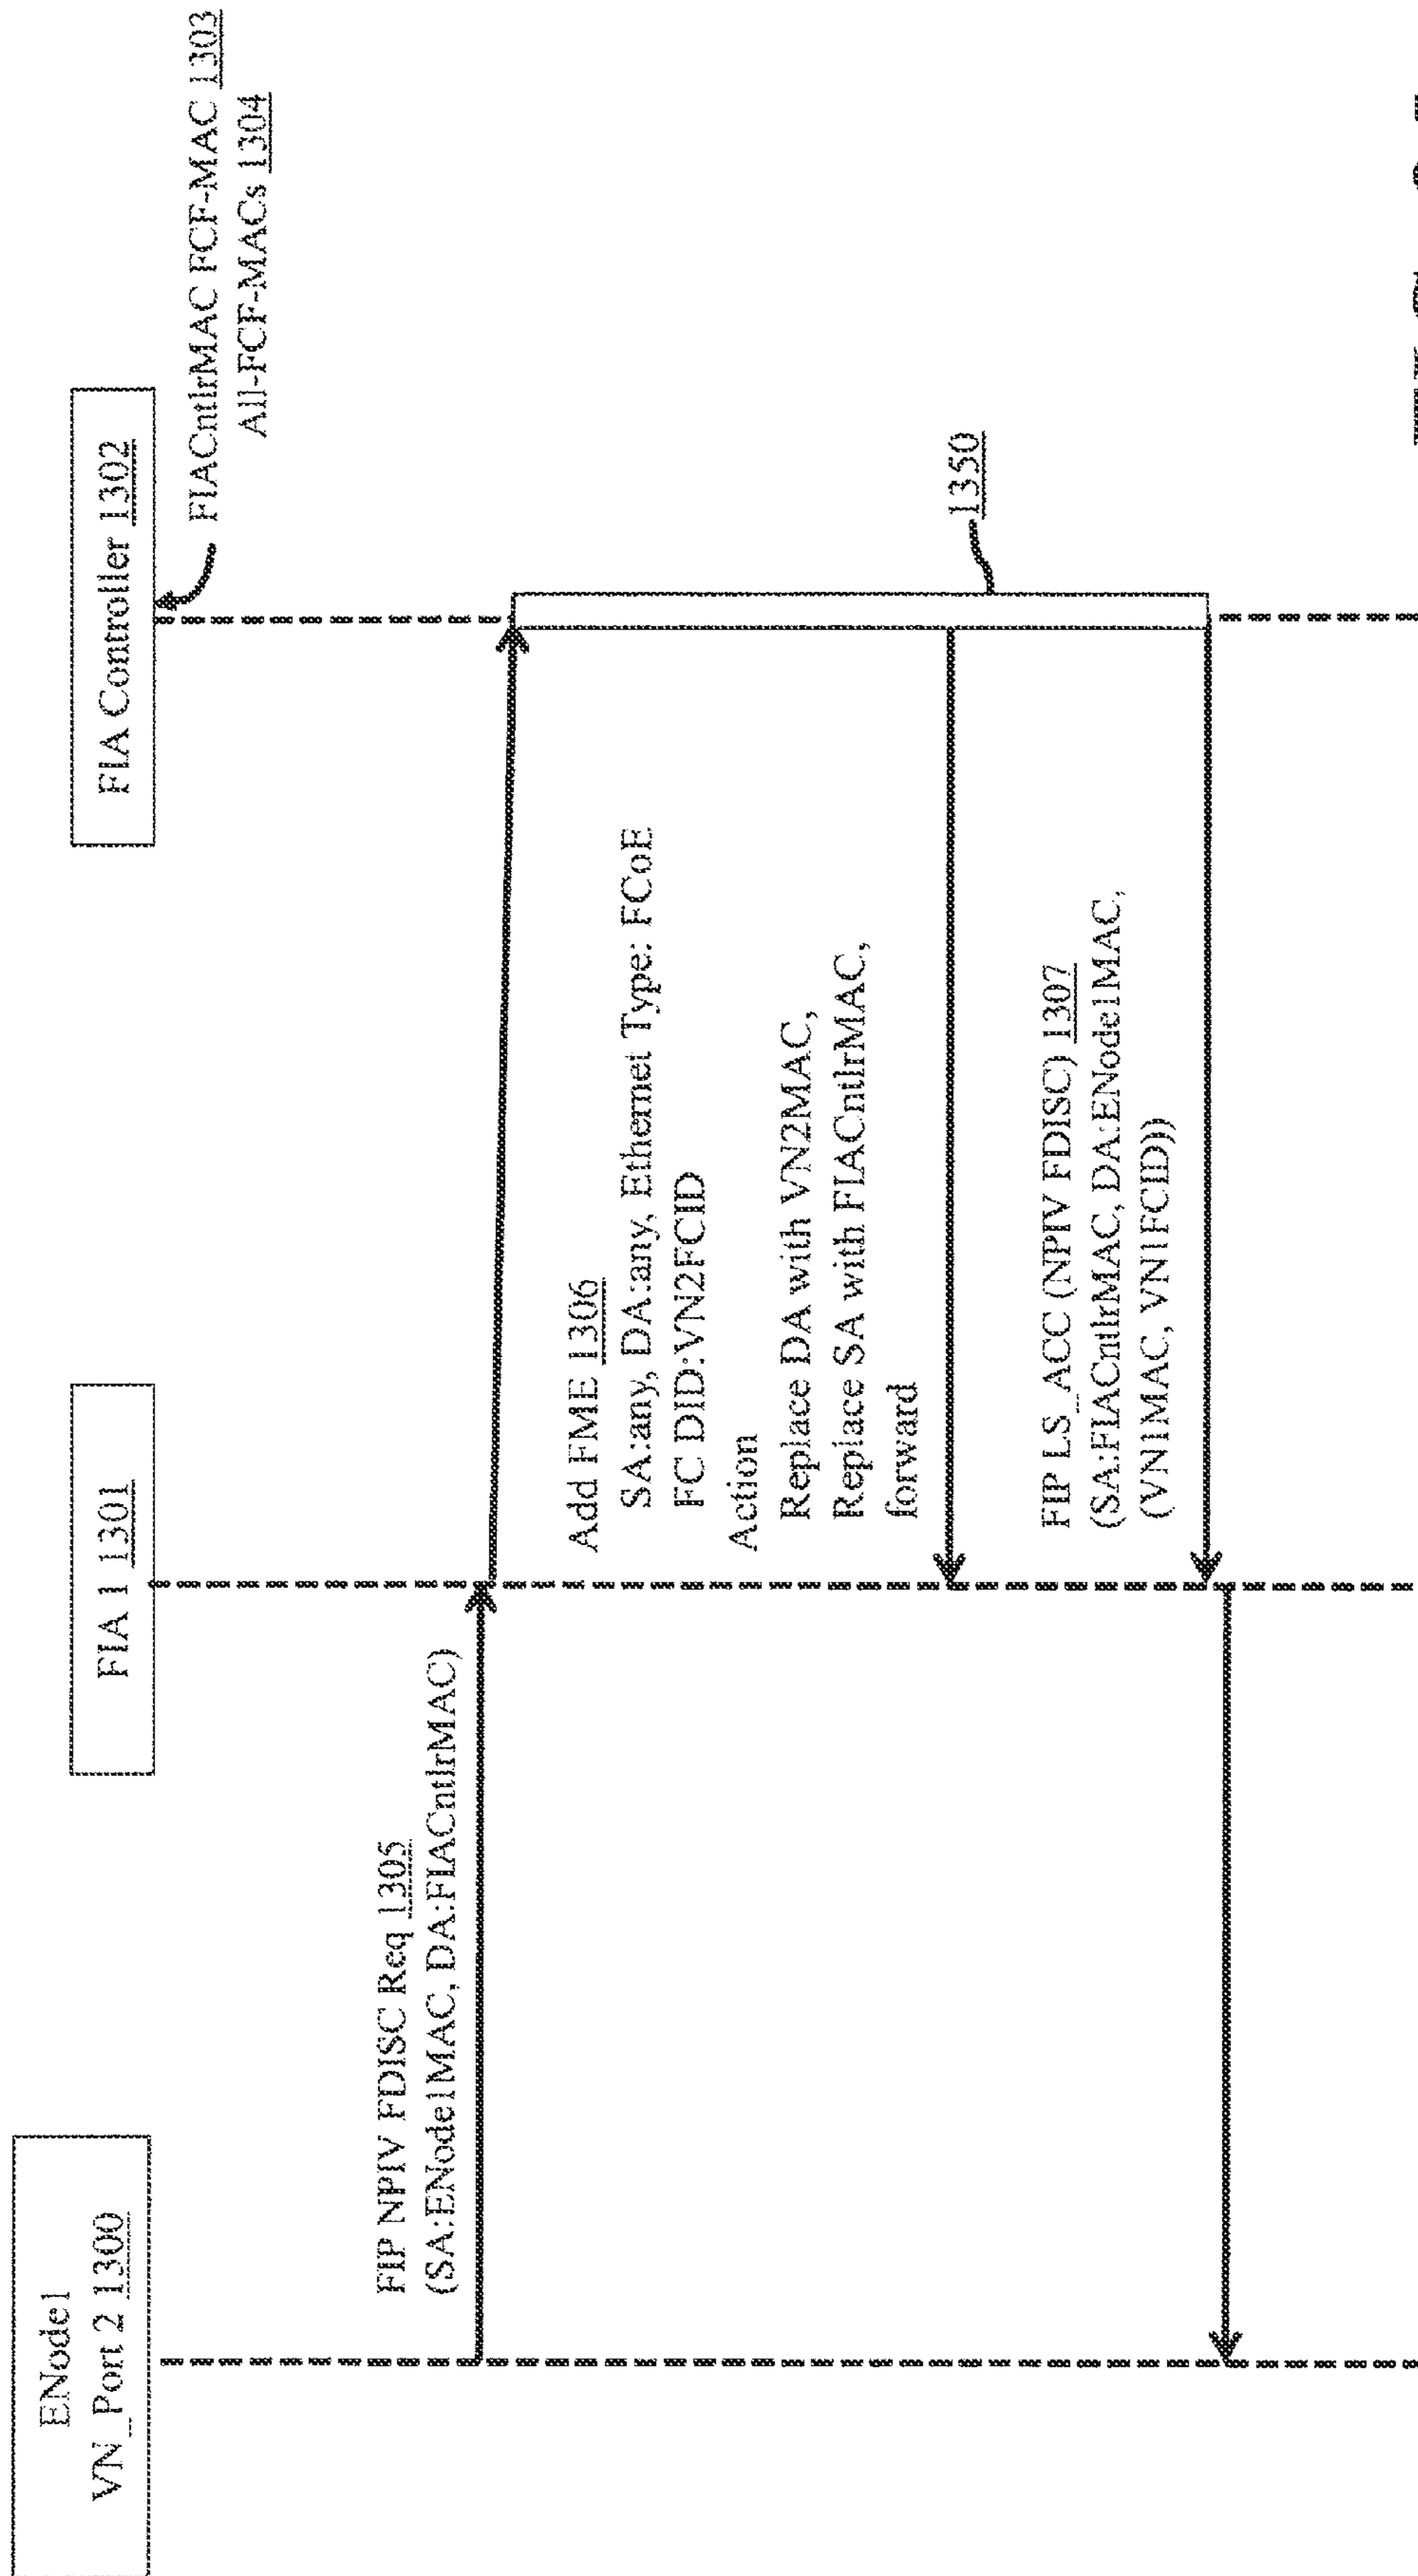 ENode1
VN_Port 2 1300
FIA 1 1301
FIA Controller 1302
FIACntlrMAC FCF-MAC 1303
All-FCF-MACs 1304
FIP NPIV FDISC Req 1305
(SA:ENode1MAC, DA:FIACntlrMAC)
Add FME 1306
SA:any, DA:any, Ethernet Type: FCoE
FC DID:VN2FCID
Action
Replace DA with VN2MAC,
Replace SA with FIACntlrMAC,
forward
1350
FIP LS_ACC (NPIV FDISC) 1307
(SA:FIACntlrMAC, DA:ENode1MAC,
(VN1MAC, VN1FCID))